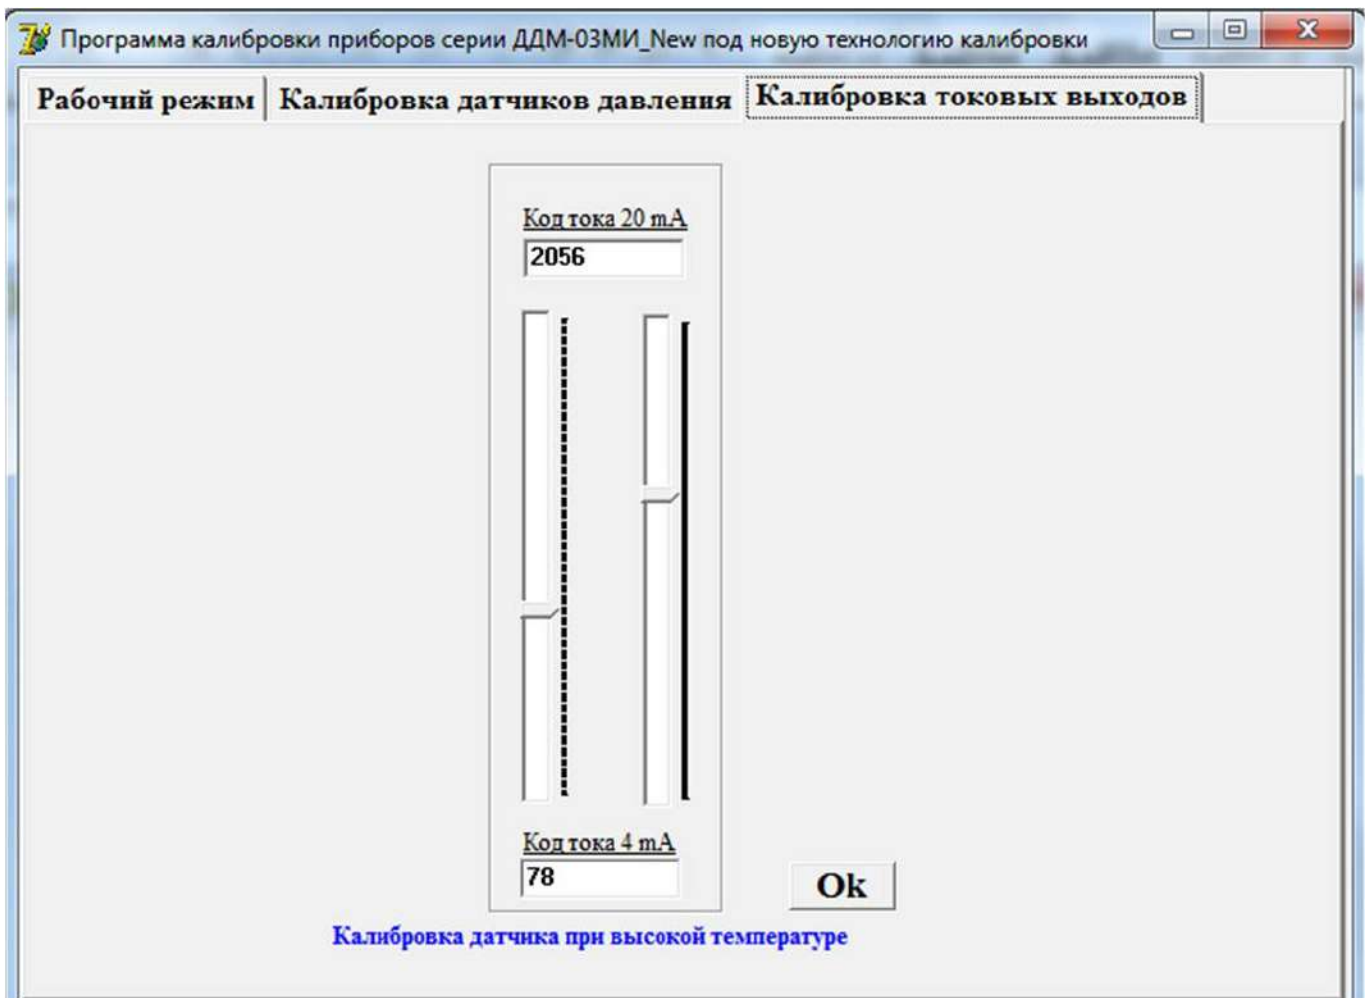 Программа калибровки приборов серии ДДМ-03МИ_New под новую технологию калибровки
Рабочий режим Калибровка датчиков давления Калибровка токовых выходов
Код тока 20 mA
2056
Код тока 4 mA
78
Ok
Калибровка датчика при высокой температуре